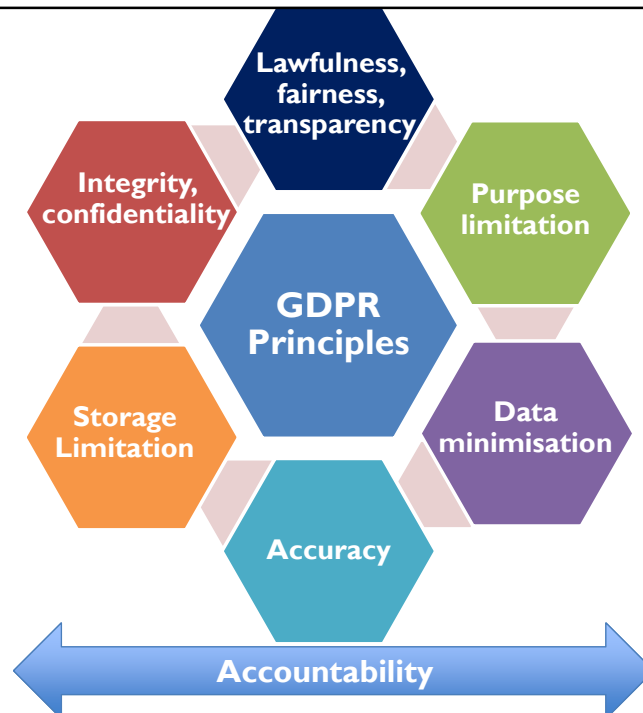 Lawfulness,
fairness,
transparency
Integrity,
confidentiality
Purpose
limitation
GDPR
Principles
Storage
Limitation
Data
minimisation
Accuracy
Accountability